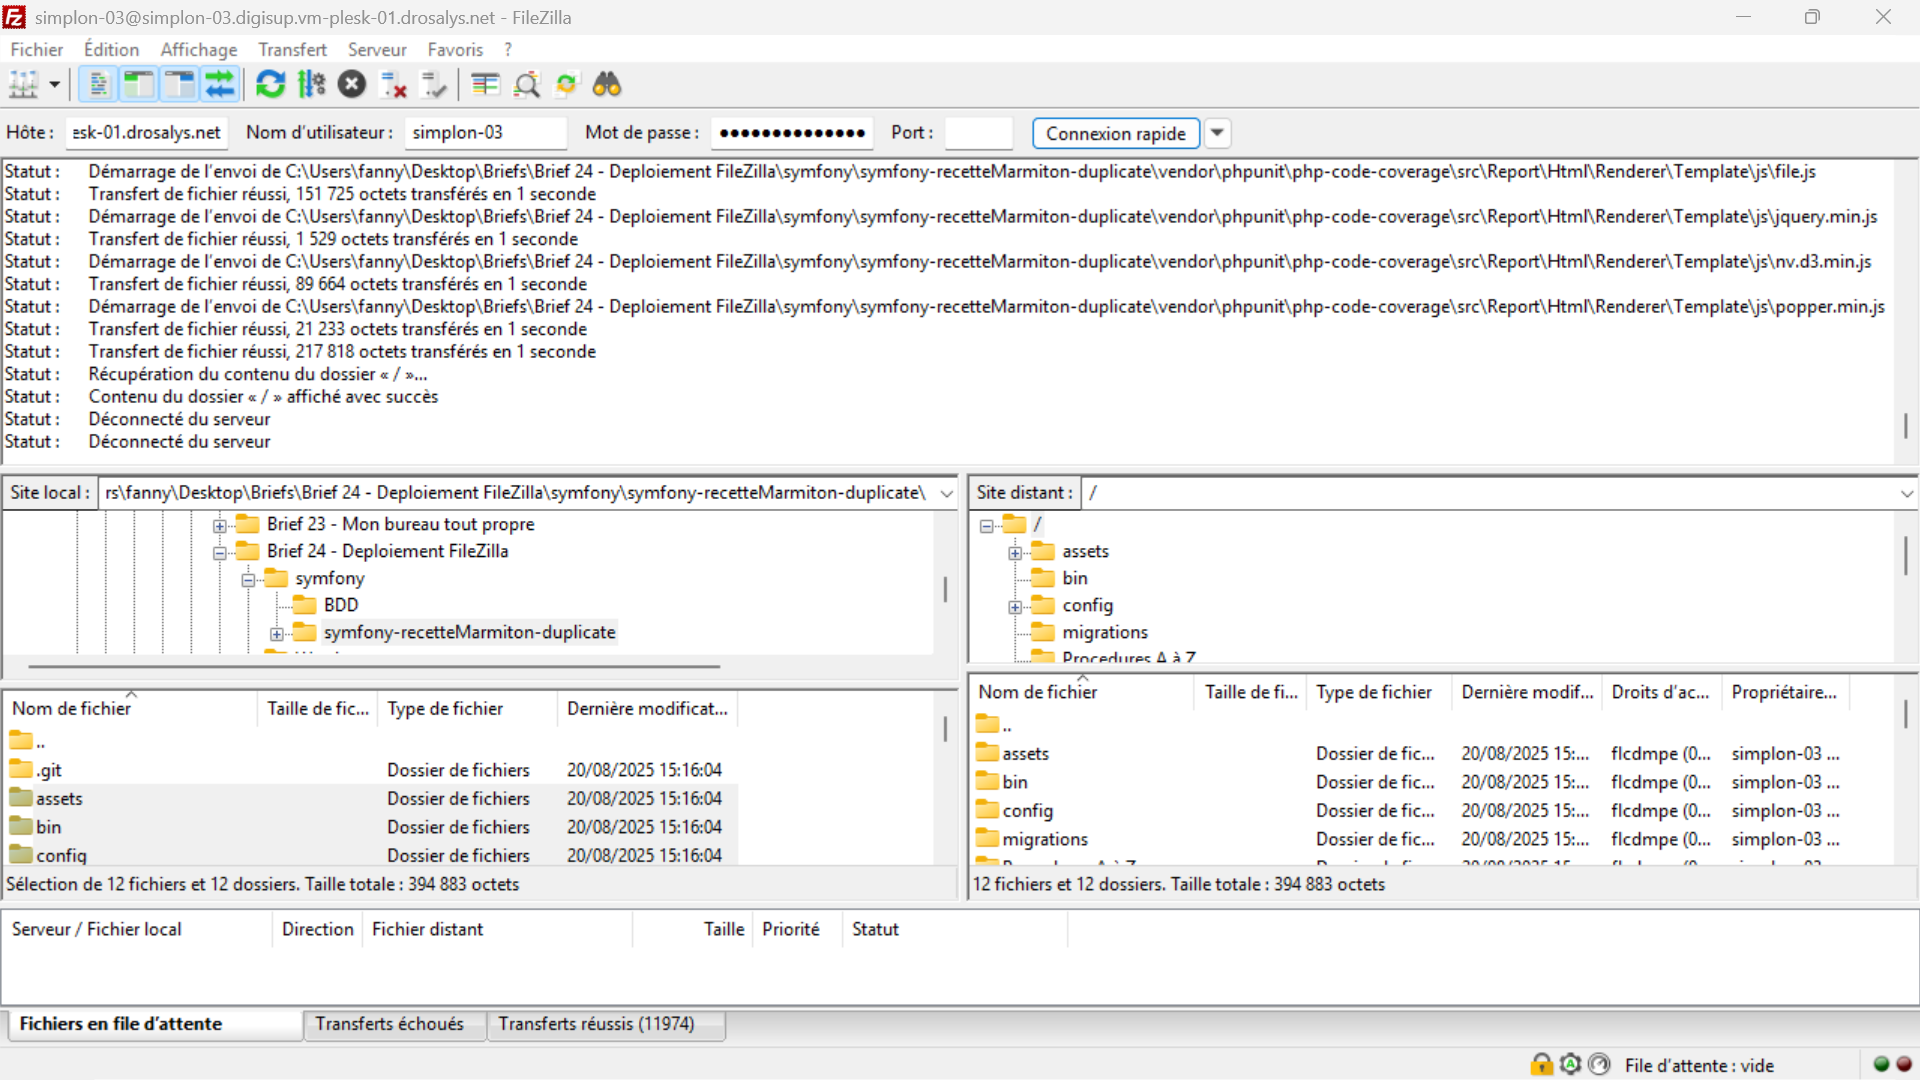 simplon-03@simplon-03.digisup.vm-plesk-01.drosalys.net - FileZilla
Fichier Édition Affichage Transfert Serveur Favoris ?
Hôte : esk-01.drosalys.net Nom d'utilisateur : simplon-03 Mot de passe : ●●●●●●●●●●●●●● Port : Connexion rapide
Statut : Démarrage de l'envoi de C:\Users\fanny\Desktop\Briefs\Brief 24 - Deploiement FileZilla\symfony\symfony-recetteMarmiton-duplicate\vendor\phpunit\php-code-coverage\src\Report\Html\Renderer\Template\js\file.js
Statut : Transfert de fichier réussi, 151 725 octets transférés en 1 seconde
Statut : Démarrage de l'envoi de C:\Users\fanny\Desktop\Briefs\Brief 24 - Deploiement FileZilla\symfony\symfony-recetteMarmiton-duplicate\vendor\phpunit\php-code-coverage\src\Report\Html\Renderer\Template\js\jquery.min.js
Statut : Transfert de fichier réussi, 1 529 octets transférés en 1 seconde
Statut : Démarrage de l'envoi de C:\Users\fanny\Desktop\Briefs\Brief 24 - Deploiement FileZilla\symfony\symfony-recetteMarmiton-duplicate\vendor\phpunit\php-code-coverage\src\Report\Html\Renderer\Template\js\nv.d3.min.js
Statut : Transfert de fichier réussi, 89 664 octets transférés en 1 seconde
Statut : Démarrage de l'envoi de C:\Users\fanny\Desktop\Briefs\Brief 24 - Deploiement FileZilla\symfony\symfony-recetteMarmiton-duplicate\vendor\phpunit\php-code-coverage\src\Report\Html\Renderer\Template\js\popper.min.js
Statut : Transfert de fichier réussi, 21 233 octets transférés en 1 seconde
Statut : Transfert de fichier réussi, 217 818 octets transférés en 1 seconde
Statut : Récupération du contenu du dossier « / »...
Statut : Contenu du dossier « / » affiché avec succès
Statut : Déconnecté du serveur
Statut : Déconnecté du serveur
Site local : rs\fanny\Desktop\Briefs\Brief 24 - Deploiement FileZilla\symfony\symfony-recetteMarmiton-duplicate\
Brief 23 - Mon bureau tout propre
Brief 24 - Deploiement FileZilla
symfony
BDD
symfony-recetteMarmiton-duplicate
Nom de fichier Taille de fic... Type de fichier Dernière modificat...
..
.git Dossier de fichiers 20/08/2025 15:16:04
assets Dossier de fichiers 20/08/2025 15:16:04
bin Dossier de fichiers 20/08/2025 15:16:04
config Dossier de fichiers 20/08/2025 15:16:04
Sélection de 12 fichiers et 12 dossiers. Taille totale : 394 883 octets
Site distant : /
/
assets
bin
config
migrations
Procedures A à Z
Nom de fichier Taille de fi... Type de fichier Dernière modif... Droits d'ac... Propriétaire...
..
assets Dossier de fic... 20/08/2025 15:... flcdmpe (0... simplon-03 ...
bin Dossier de fic... 20/08/2025 15:... flcdmpe (0... simplon-03 ...
config Dossier de fic... 20/08/2025 15:... flcdmpe (0... simplon-03 ...
migrations Dossier de fic... 20/08/2025 15:... flcdmpe (0... simplon-03 ...
12 fichiers et 12 dossiers. Taille totale : 394 883 octets
Serveur / Fichier local Direction Fichier distant Taille Priorité Statut
Fichiers en file d'attente Transferts échoués Transferts réussis (11974)
File d'attente : vide